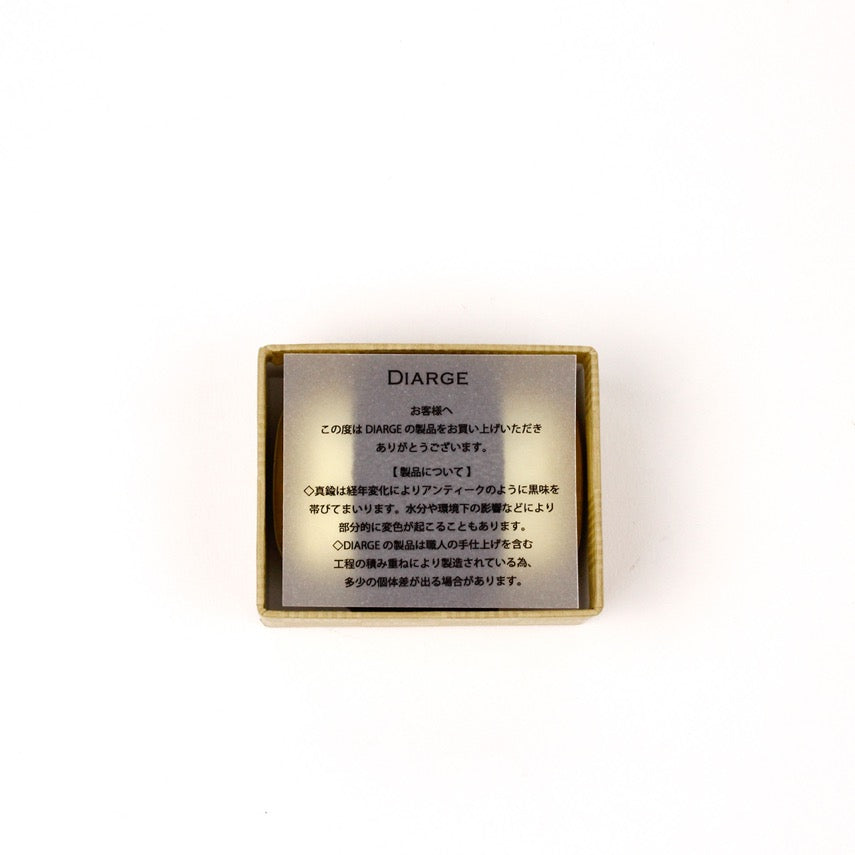 DIARGE
お客様へ
この度は DIARGE の製品をお買い上げいただき
ありがとうございます。
【 製品について 】
◇真鍮は経年変化によりアンティークのように黒味を
帯びてまいります。水分や環境下の影響などにより
部分的に変色が起こることもあります。
◇DIARGE の製品は職人の手仕上げを含む
工程の積み重ねにより製造されている為、
多少の個体差が出る場合があります。